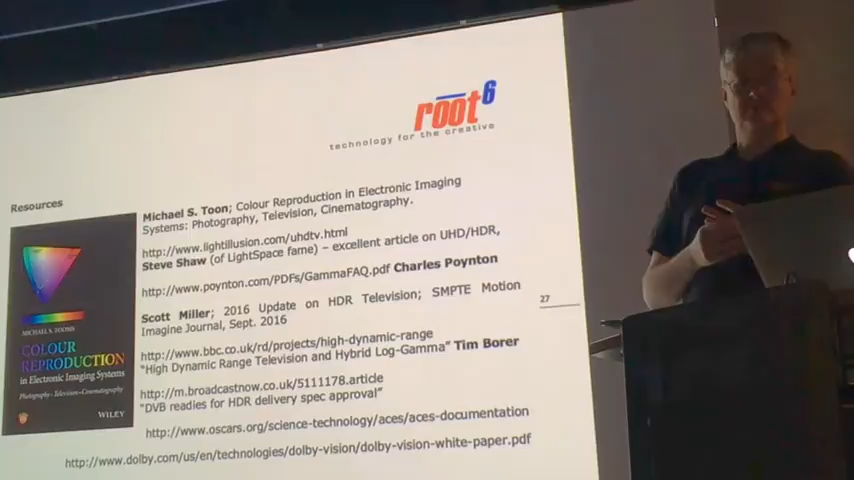 root6
technology for the creative
Resources
Michael S. Toon; Colour Reproduction in Electronic Imaging
Systems: Photography, Television, Cinematography.
http://www.lightillusion.com/uhdtv.html
Steve Shaw (of LightSpace fame) – excellent article on UHD/HDR,
http://www.poynton.com/PDFs/GammaFAQ.pdf Charles Poynton
Scott Miller; 2016 Update on HDR Television; SMPTE Motion
Imagine Journal, Sept. 2016
27
http://www.bbc.co.uk/rd/projects/high-dynamic-range
“High Dynamic Range Television and Hybrid Log-Gamma” Tim Borer
http://m.broadcastnow.co.uk/5111178.article
“DVB readies for HDR delivery spec approval”
http://www.oscars.org/science-technology/aces/aces-documentation
http://www.dolby.com/us/en/technologies/dolby-vision/dolby-vision-white-paper.pdf
MICHAEL S. TOOMS
COLOUR
REPRODUCTION
in Electronic Imaging Systems
Photography • Television • Cinematography
WILEY